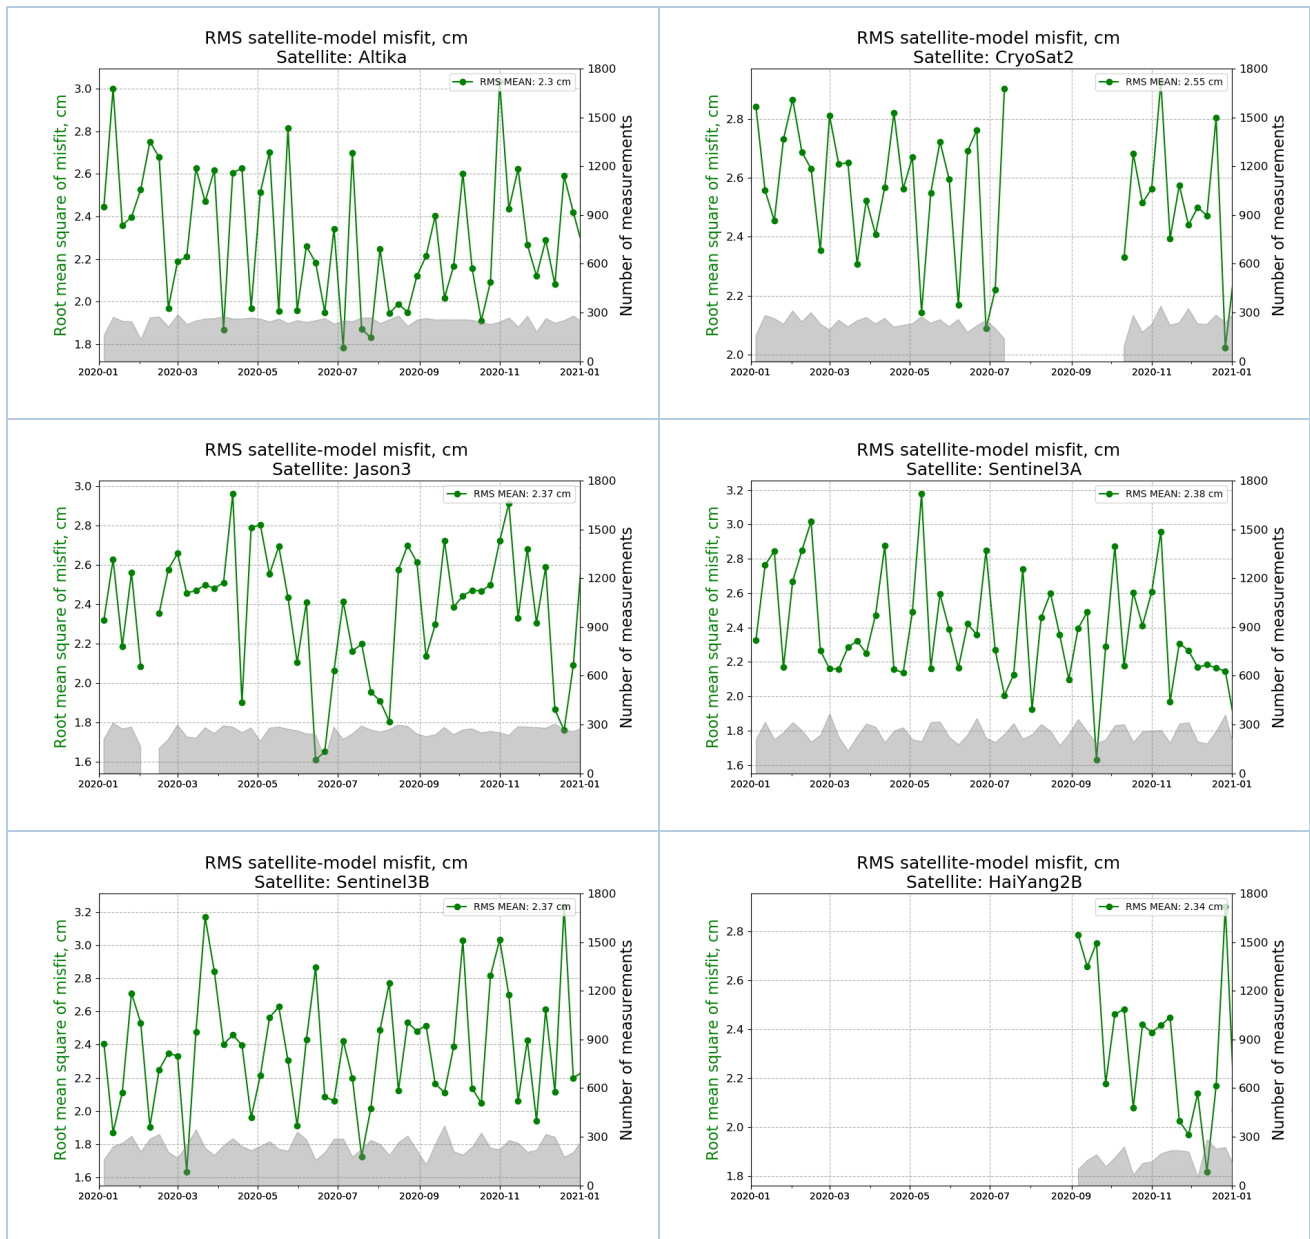 RMS satellite-model misfit, cm
Satellite: Altika
RMS MEAN: 2.3 cm
Root mean square of misfit, cm
3.0
2.8
2.6
2.4
2.2
2.0
1.8
1800
1500
1200
900
600
300
0
Number of measurements
2020-01 2020-03 2020-05 2020-07 2020-09 2020-11 2021-01
RMS satellite-model misfit, cm
Satellite: CryoSat2
RMS MEAN: 2.55 cm
Root mean square of misfit, cm
2.8
2.6
2.4
2.2
2.0
1800
1500
1200
900
600
300
0
Number of measurements
2020-01 2020-03 2020-05 2020-07 2020-09 2020-11 2021-01
RMS satellite-model misfit, cm
Satellite: Jason3
RMS MEAN: 2.37 cm
Root mean square of misfit, cm
3.0
2.8
2.6
2.4
2.2
2.0
1.8
1.6
1800
1500
1200
900
600
300
0
Number of measurements
2020-01 2020-03 2020-05 2020-07 2020-09 2020-11 2021-01
RMS satellite-model misfit, cm
Satellite: Sentinel3A
RMS MEAN: 2.38 cm
Root mean square of misfit, cm
3.2
3.0
2.8
2.6
2.4
2.2
2.0
1.8
1.6
1800
1500
1200
900
600
300
0
Number of measurements
2020-01 2020-03 2020-05 2020-07 2020-09 2020-11 2021-01
RMS satellite-model misfit, cm
Satellite: Sentinel3B
RMS MEAN: 2.37 cm
Root mean square of misfit, cm
3.2
3.0
2.8
2.6
2.4
2.2
2.0
1.8
1.6
1800
1500
1200
900
600
300
0
Number of measurements
2020-01 2020-03 2020-05 2020-07 2020-09 2020-11 2021-01
RMS satellite-model misfit, cm
Satellite: HaiYang2B
RMS MEAN: 2.34 cm
Root mean square of misfit, cm
2.8
2.6
2.4
2.2
2.0
1.8
1800
1500
1200
900
600
300
0
Number of measurements
2020-01 2020-03 2020-05 2020-07 2020-09 2020-11 2021-01